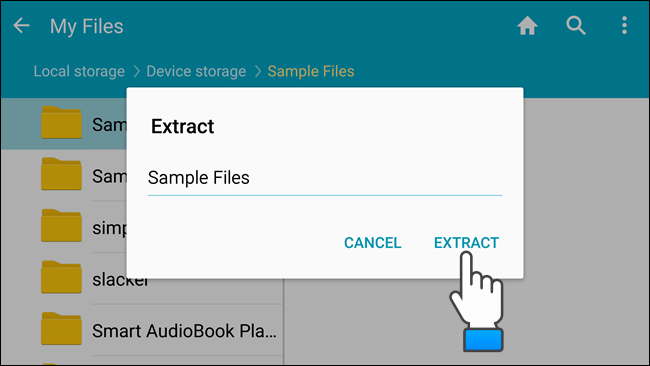 My Files
Local storage > Device storage > Sample Files
Sam
Extract
Sam
Sample Files
simp
CANCEL EXTRACT
slacker
Smart AudioBook Pla...